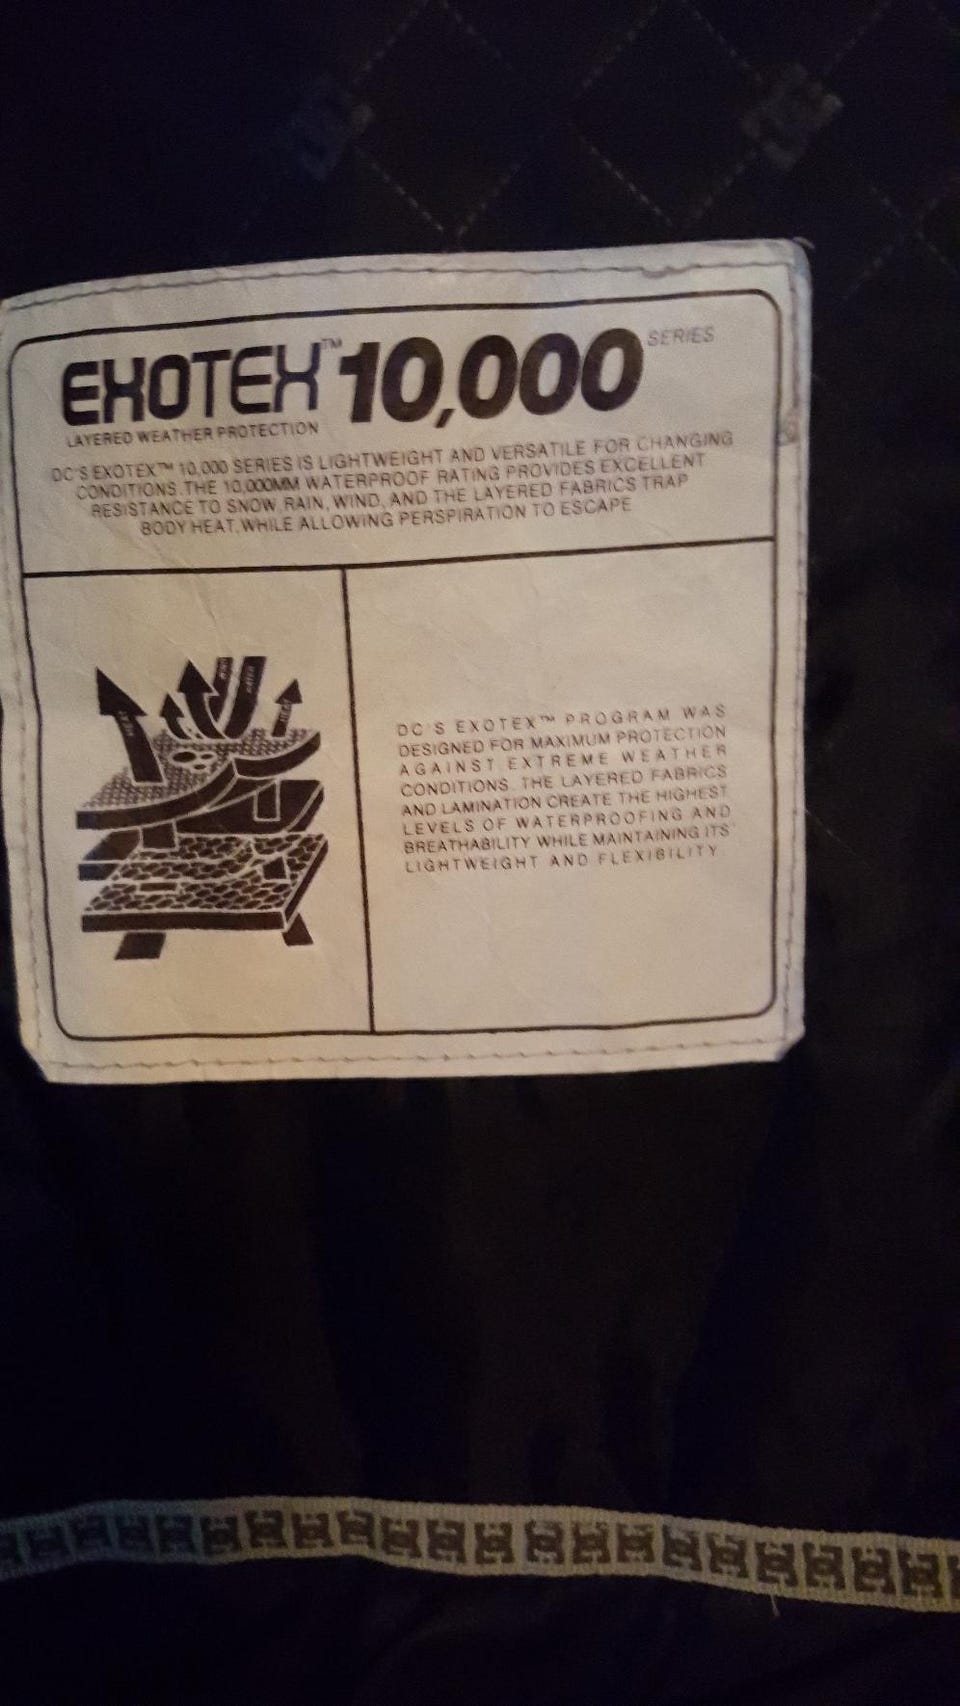 EXOTEX™ 10,000 SERIES
LAYERED WEATHER PROTECTION
DC'S EXOTEX™ 10,000 SERIES IS LIGHTWEIGHT AND VERSATILE FOR CHANGING
CONDITIONS. THE 10,000MM WATERPROOF RATING PROVIDES EXCELLENT
RESISTANCE TO SNOW, RAIN, WIND, AND THE LAYERED FABRICS TRAP
BODY HEAT, WHILE ALLOWING PERSPIRATION TO ESCAPE
HEAT
WATER
HEAT
DC'S EXOTEX™ PROGRAM WAS
DESIGNED FOR MAXIMUM PROTECTION
AGAINST EXTREME WEATHER
CONDITIONS. THE LAYERED FABRICS
AND LAMINATION CREATE THE HIGHEST
LEVELS OF WATERPROOFING AND
BREATHABILITY WHILE MAINTAINING ITS
LIGHTWEIGHT AND FLEXIBILITY.